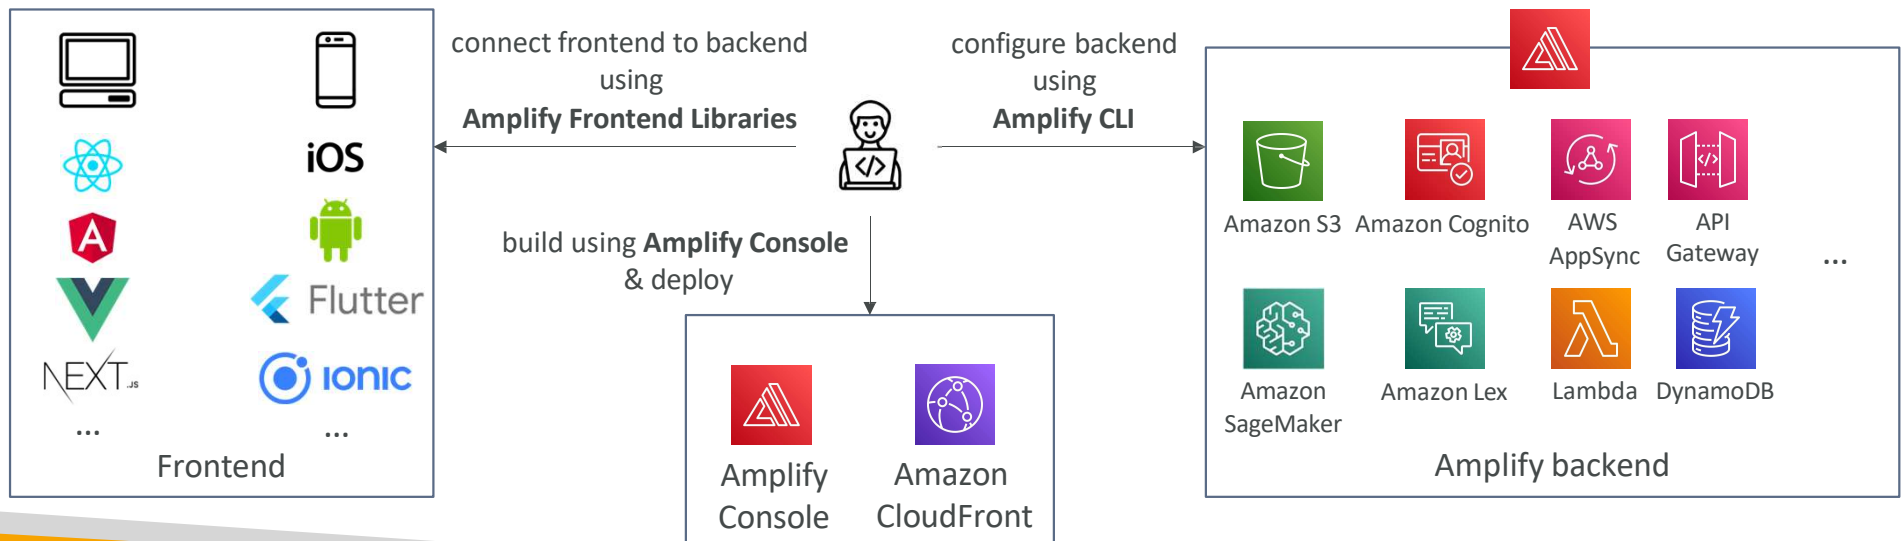 connect frontend to backend
using
Amplify Frontend Libraries
configure backend
using
Amplify CLI
iOS
Flutter
NEXT.JS
ionic
...
...
Frontend
build using Amplify Console
& deploy
</>
Amplify
Console
Amazon
CloudFront
Amazon S3
Amazon Cognito
AWS
AppSync
</>
API
Gateway
...
Amazon
SageMaker
Amazon Lex
Lambda
DynamoDB
Amplify backend
A